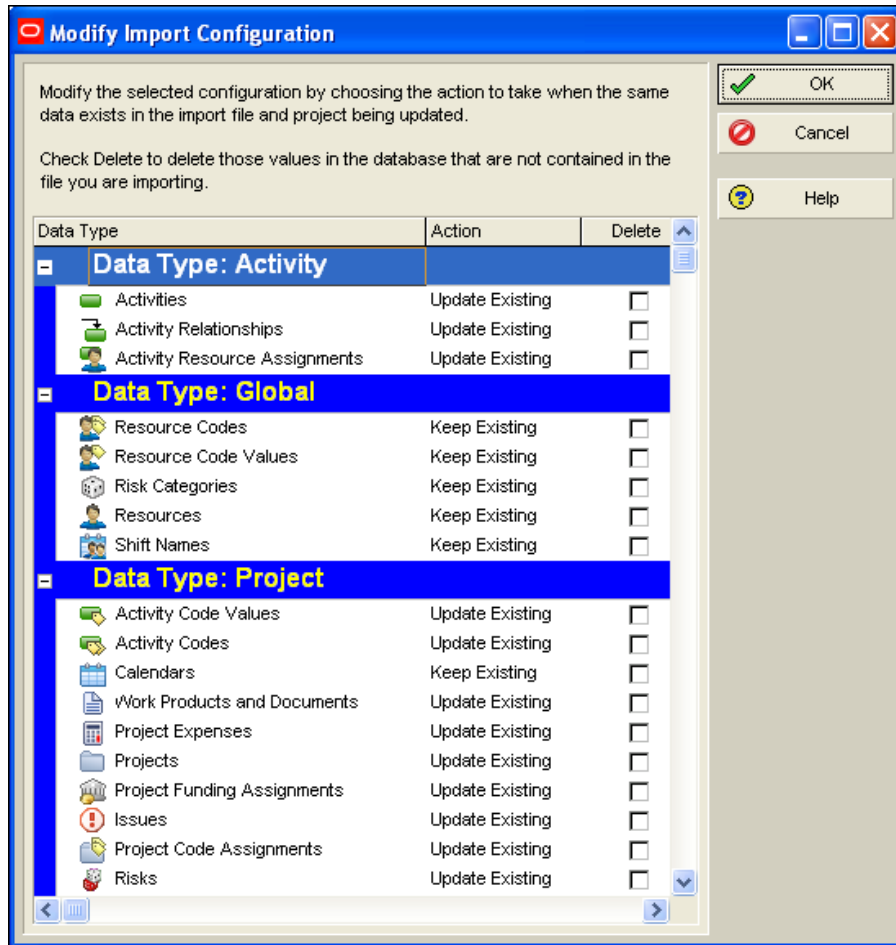 Modify Import Configuration
Modify the selected configuration by choosing the action to take when the same
data exists in the import file and project being updated.
Check Delete to delete those values in the database that are not contained in the
file you are importing.
OK
Cancel
Help
Data Type Action Delete
Data Type: Activity
Activities Update Existing
Activity Relationships Update Existing
Activity Resource Assignments Update Existing
Data Type: Global
Resource Codes Keep Existing
Resource Code Values Keep Existing
Risk Categories Keep Existing
Resources Keep Existing
Shift Names Keep Existing
Data Type: Project
Activity Code Values Update Existing
Activity Codes Update Existing
Calendars Keep Existing
Work Products and Documents Update Existing
Project Expenses Update Existing
Projects Update Existing
Project Funding Assignments Update Existing
Issues Update Existing
Project Code Assignments Update Existing
Risks Update Existing